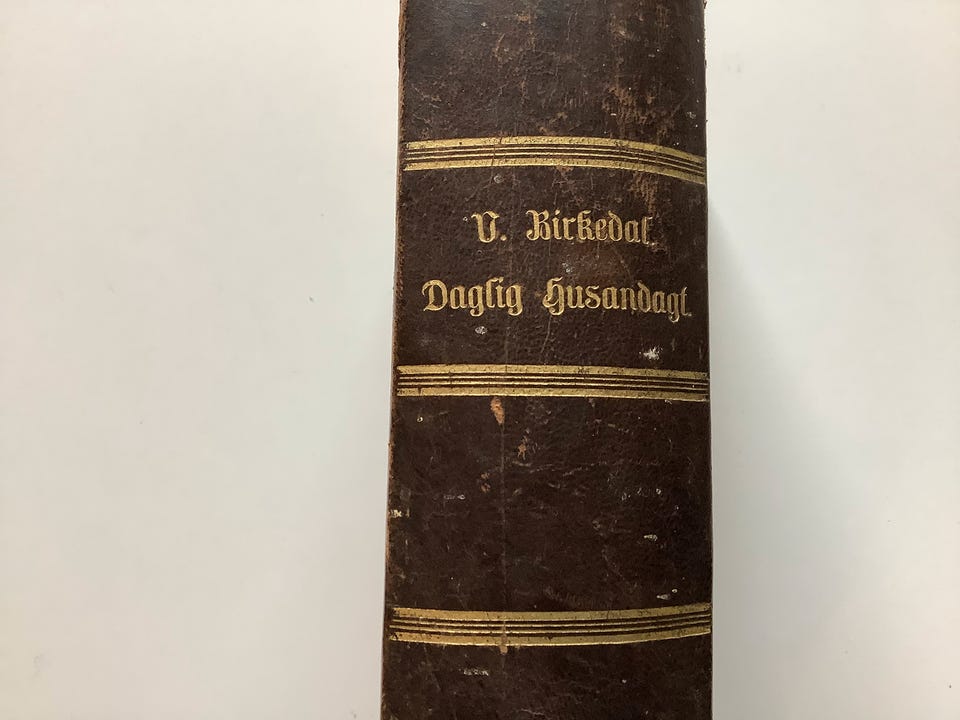 V. Birkedal.
Daglig Husandagt.